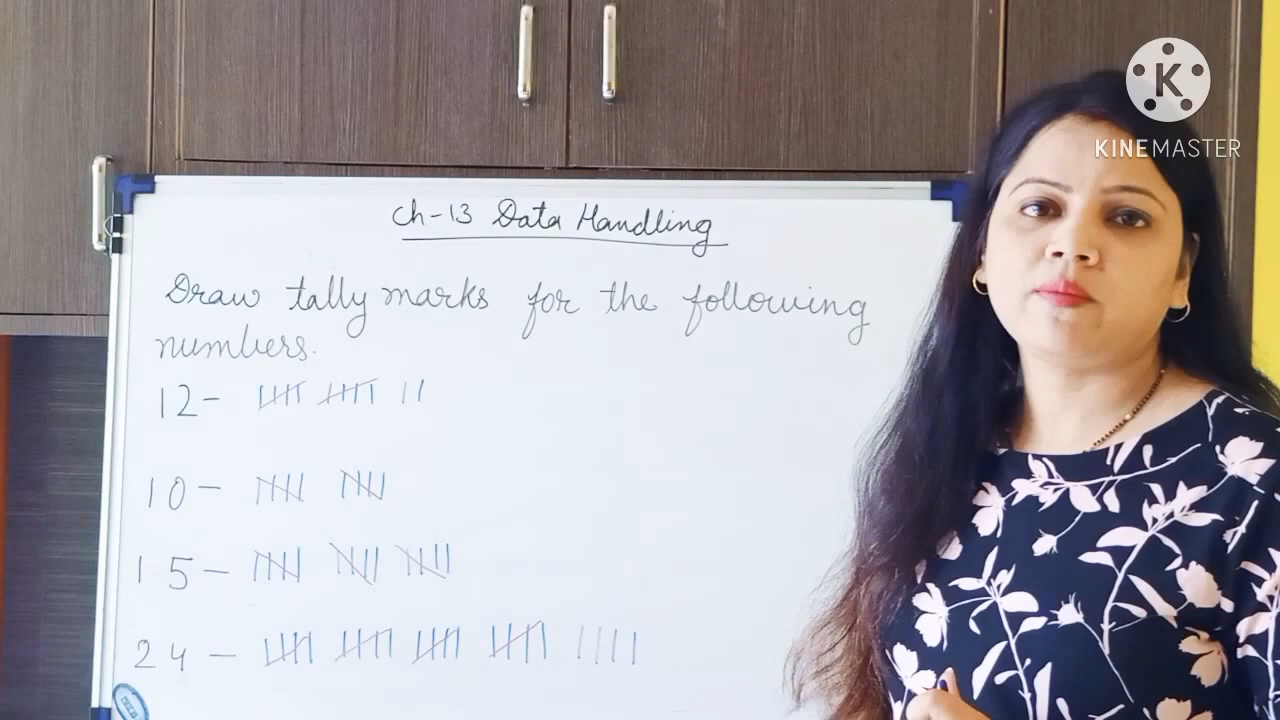 K
KINEMASTER
Ch-13 Data Handling
Draw tally marks for the following
numbers.
12-
10-
15-
24-